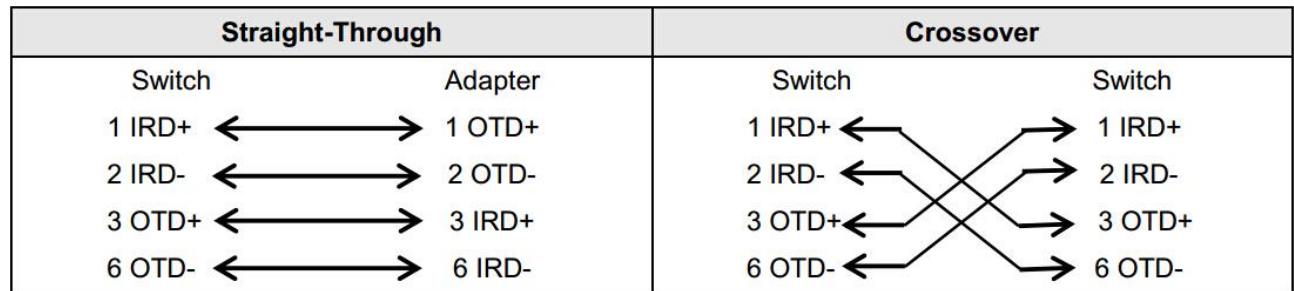 Straight-Through Crossover
Switch Adapter Switch Switch
1 IRD+ 1 OTD+ 1 IRD+ 1 IRD+
2 IRD- 2 OTD- 2 IRD- 2 IRD-
3 OTD+ 3 IRD+ 3 OTD+ 3 OTD+
6 OTD- 6 IRD- 6 OTD- 6 OTD-